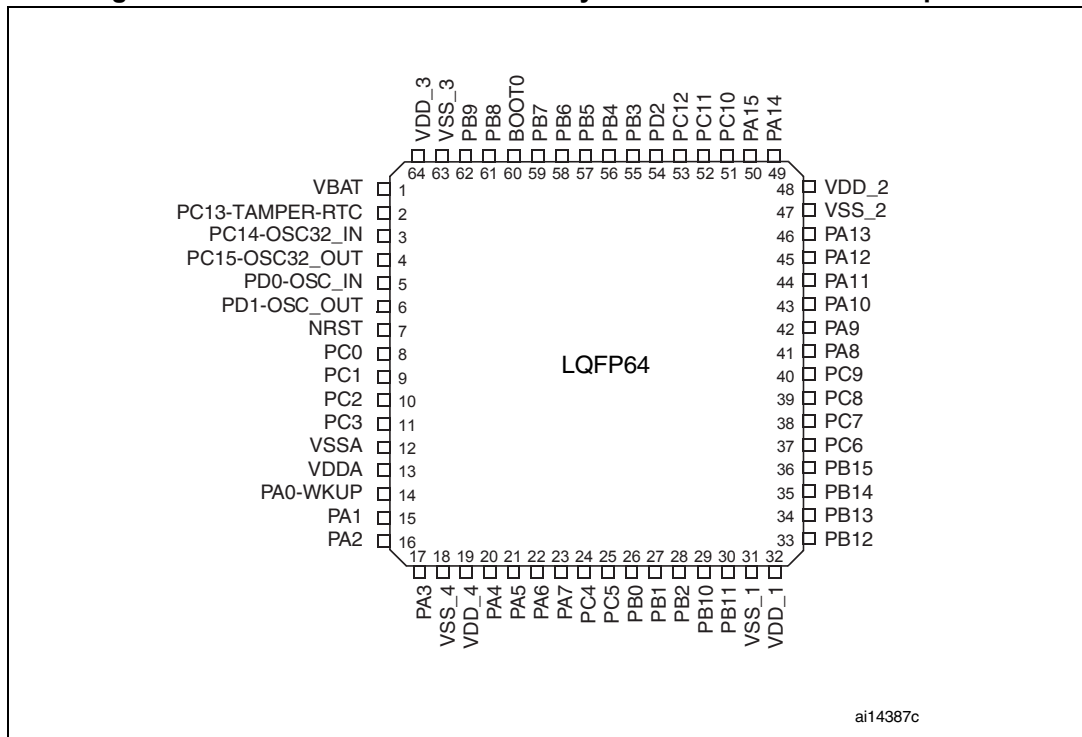 VDD_3
VSS_3
PB9
PB8
BOOT0
PB7
PB6
PB5
PB4
PB3
PD2
PC12
PC11
PC10
PA15
PA14
64 63 62 61 60 59 58 57 56 55 54 53 52 51 50 49
VBAT 1
PC13-TAMPER-RTC 2
PC14-OSC32_IN 3
PC15-OSC32_OUT 4
PD0-OSC_IN 5
PD1-OSC_OUT 6
NRST 7
PC0 8
PC1 9
PC2 10
PC3 11
VSSA 12
VDDA 13
PA0-WKUP 14
PA1 15
PA2 16
LQFP64
48 VDD_2
47 VSS_2
46 PA13
45 PA12
44 PA11
43 PA10
42 PA9
41 PA8
40 PC9
39 PC8
38 PC7
37 PC6
36 PB15
35 PB14
34 PB13
33 PB12
17 18 19 20 21 22 23 24 25 26 27 28 29 30 31 32
PA3
VSS_4
VDD_4
PA4
PA5
PA6
PA7
PC4
PC5
PB0
PB1
PB2
PB10
PB11
VSS_1
VDD_1
ai14387c